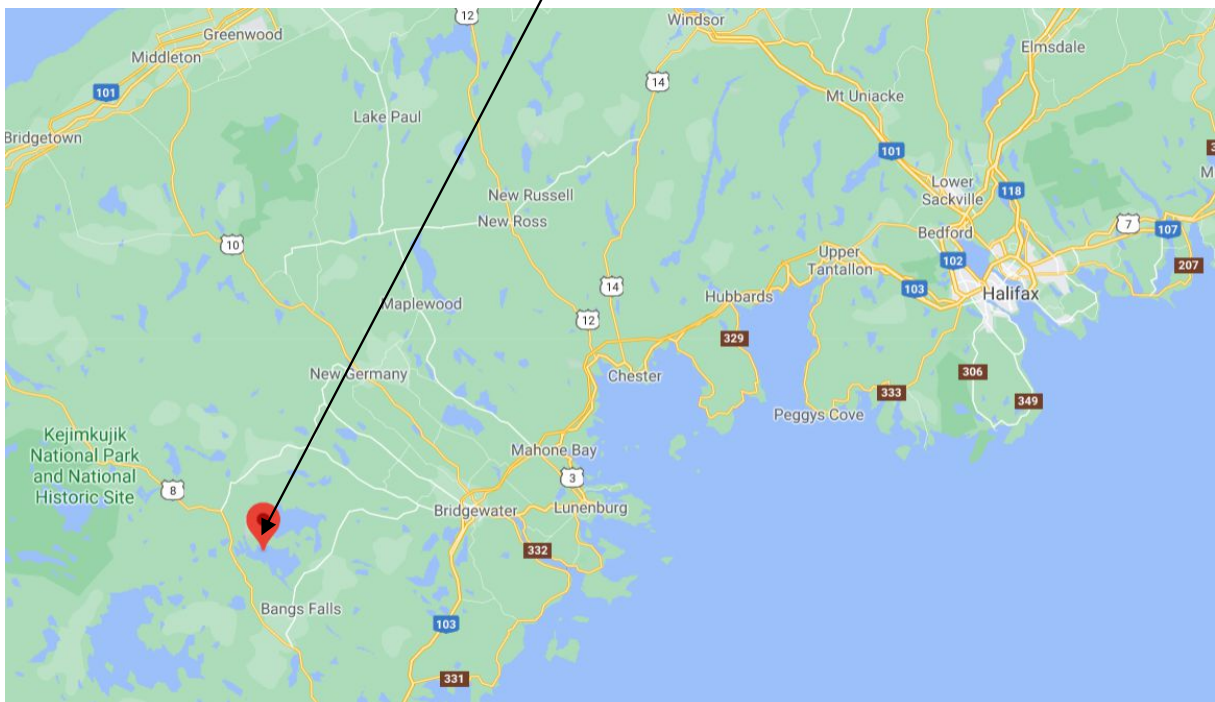 12
Windsor
Greenwood
Elmsdale
Middleton
14
101
Mt Uniacke
Lake Paul
Bridgetown
101
Lower
Sackville
118
New Russell
New Ross
7
107
10
Bedford
Upper
Tantallon
102
207
14
103
Hubbards
Halifax
Maplewood
12
329
New Germany
Chester
306
333
349
Peggys Cove
Kejimkujik
National Park
and National
Historic Site
Mahone Bay
3
8
Bridgewater
Lunenburg
332
Bangs Falls
103
331